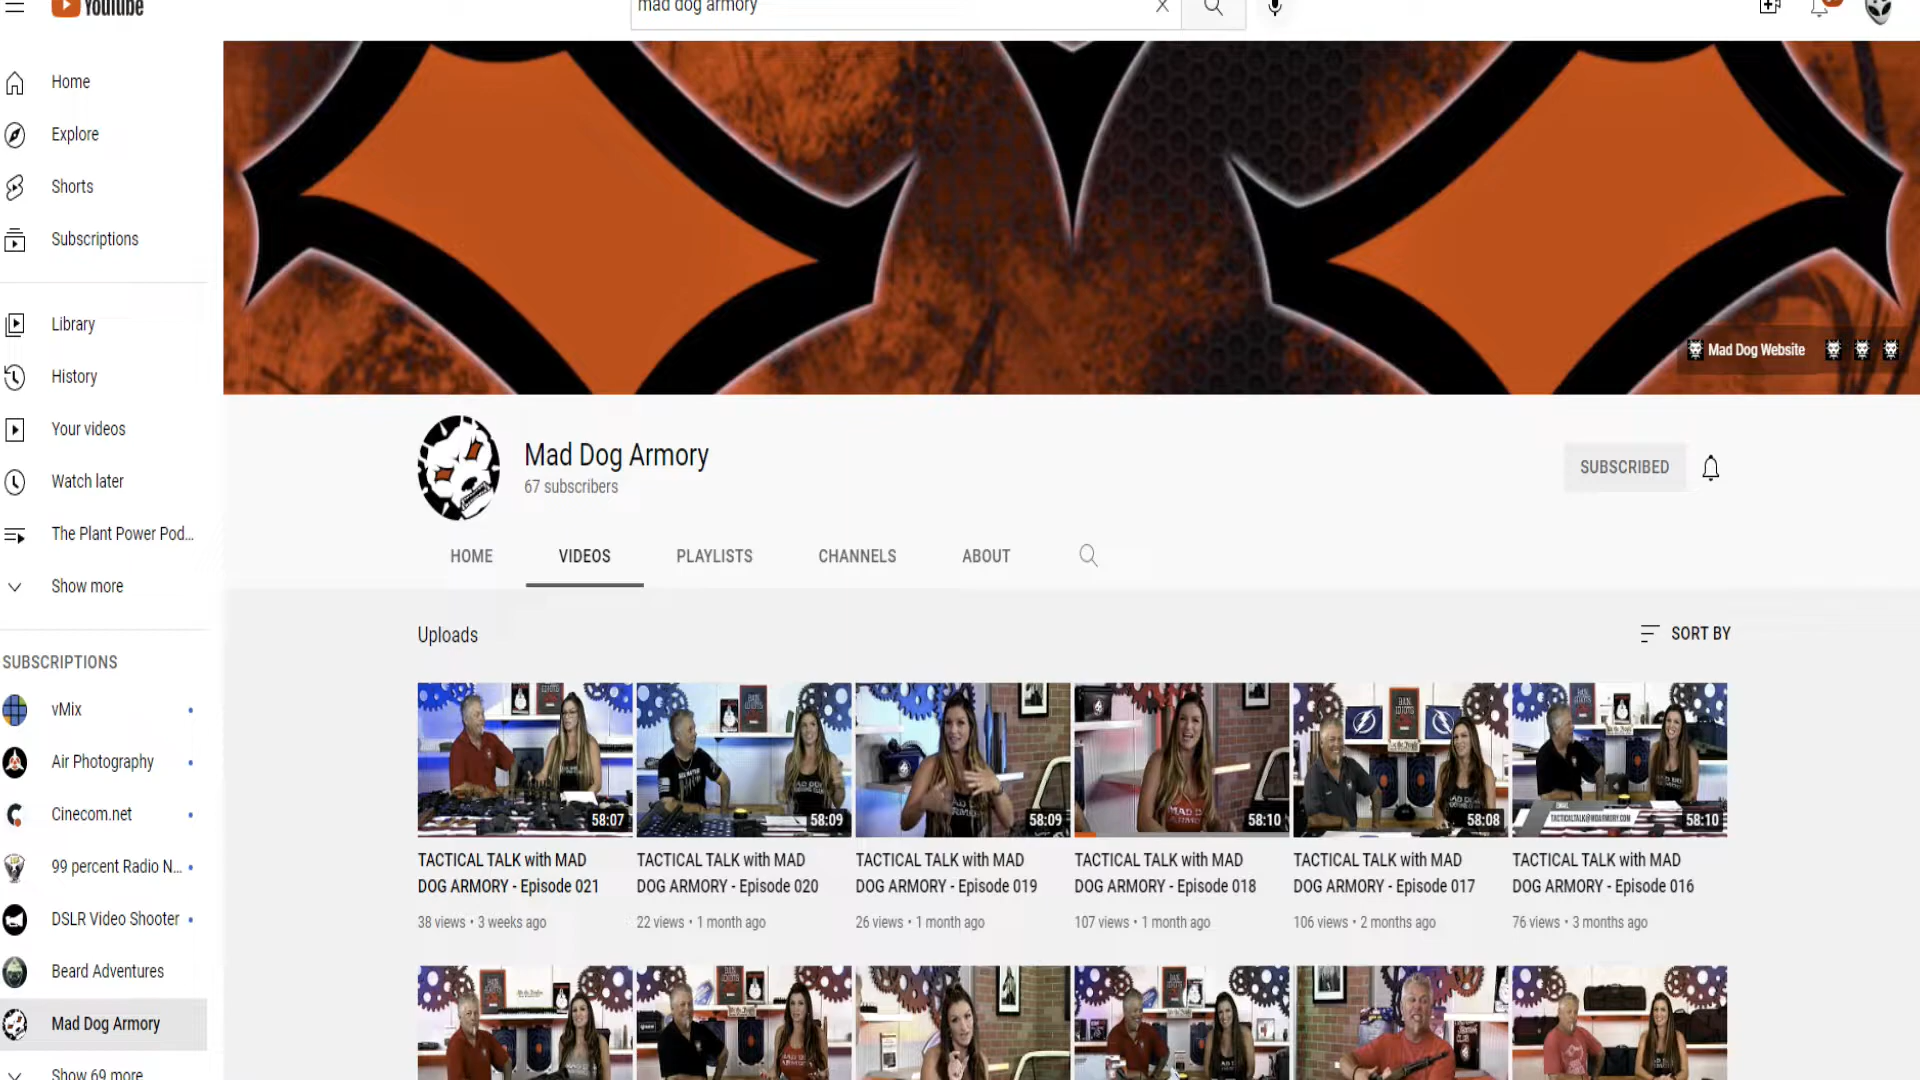 YouTube
mad dog armory
Home
Explore
Shorts
Subscriptions
Library
History
Your videos
Watch later
The Plant Power Pod...
Show more
SUBSCRIPTIONS
vMix
Air Photography
Cinecom.net
99 percent Radio N...
DSLR Video Shooter
Beard Adventures
Mad Dog Armory
Show 69 more
Mad Dog Website
Mad Dog Armory
67 subscribers
SUBSCRIBED
HOME VIDEOS PLAYLISTS CHANNELS ABOUT
Uploads
SORT BY
58:07 58:09 58:09 58:10 58:08 58:10
TACTICAL TALK with MAD
DOG ARMORY - Episode 021
38 views • 3 weeks ago
TACTICAL TALK with MAD
DOG ARMORY - Episode 020
22 views • 1 month ago
TACTICAL TALK with MAD
DOG ARMORY - Episode 019
26 views • 1 month ago
TACTICAL TALK with MAD
DOG ARMORY - Episode 018
107 views • 1 month ago
TACTICAL TALK with MAD
DOG ARMORY - Episode 017
106 views • 2 months ago
TACTICAL TALK with MAD
DOG ARMORY - Episode 016
76 views • 3 months ago